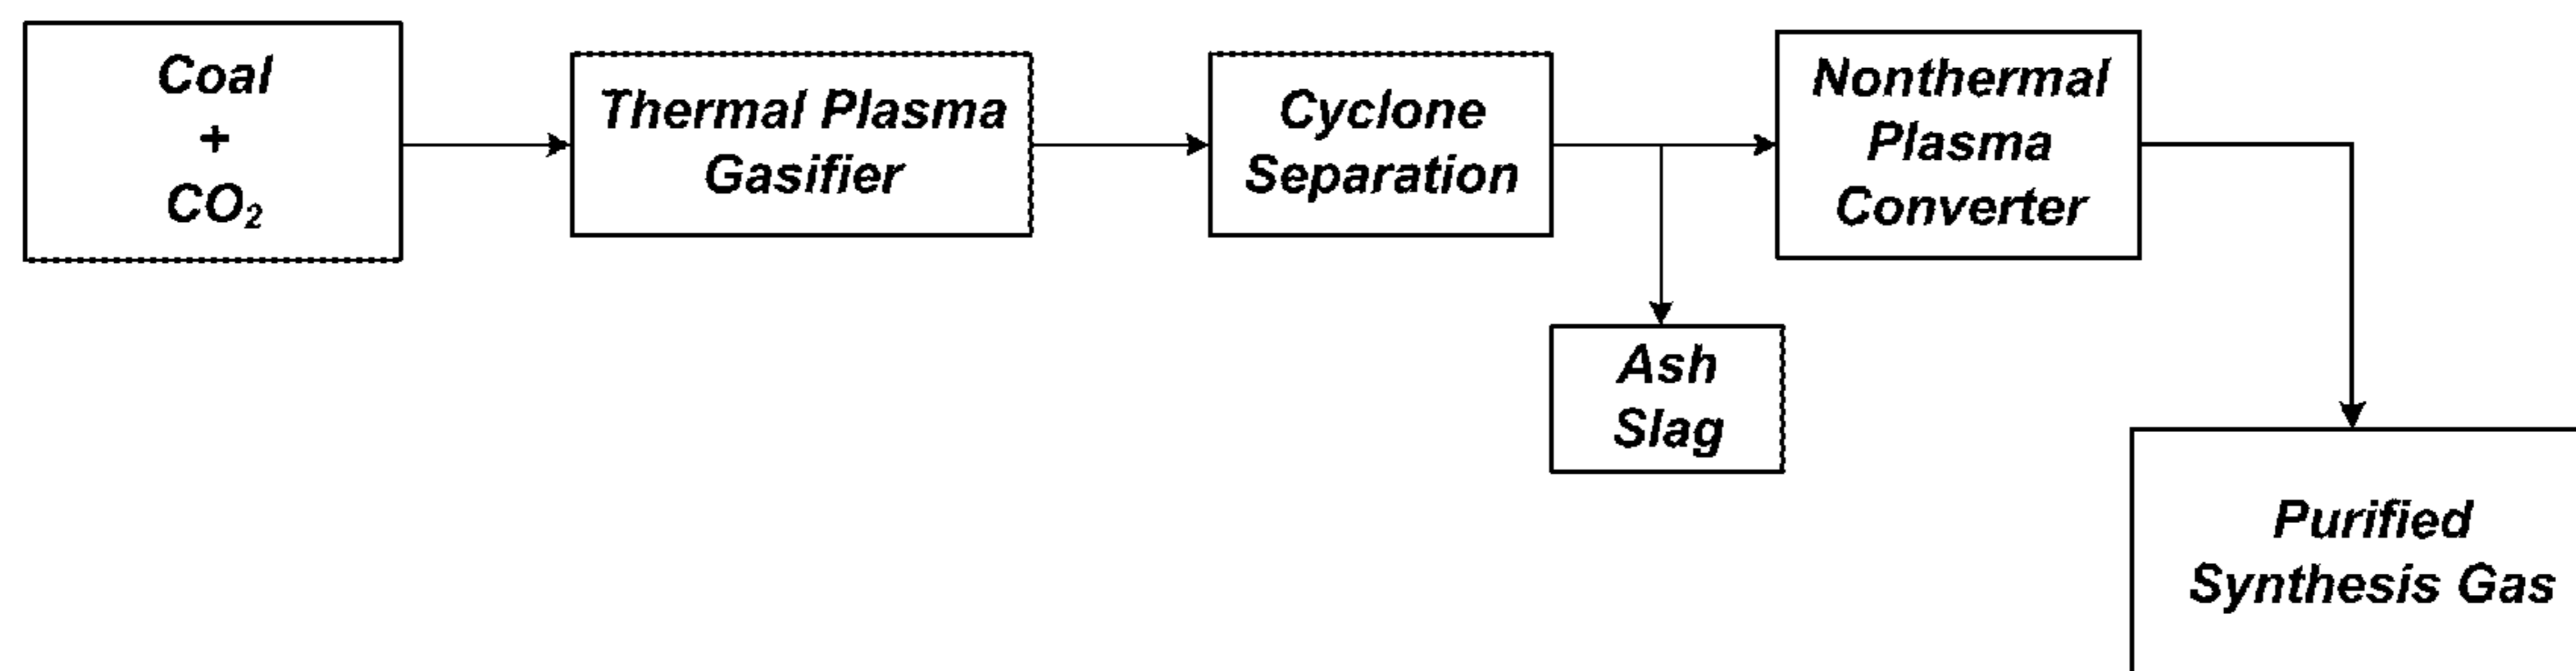 Coal
+
CO₂
Thermal Plasma
Gasifier
Cyclone
Separation
Nonthermal
Plasma
Converter
Ash
Slag
Purified
Synthesis Gas